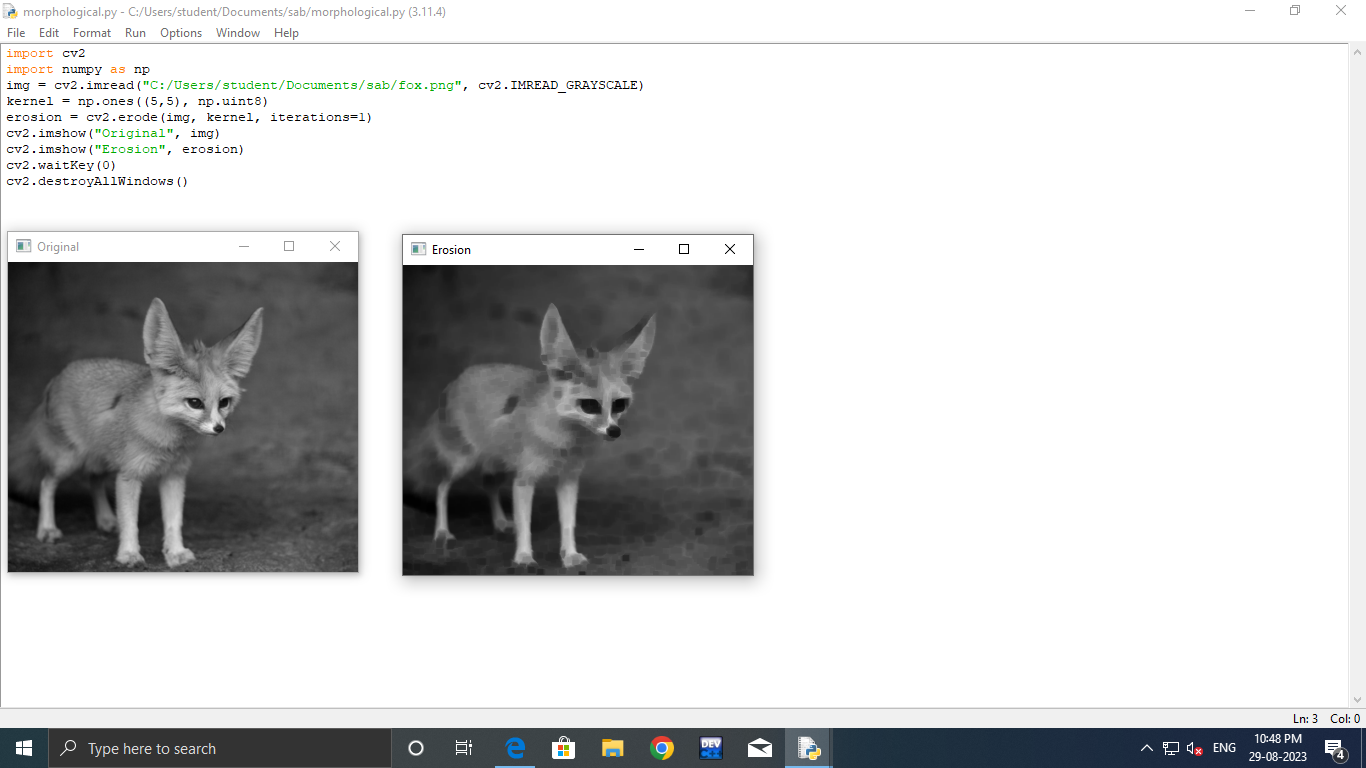 morphological.py - C:/Users/student/Documents/sab/morphological.py (3.11.4)
File Edit Format Run Options Window Help
import cv2
import numpy as np
img = cv2.imread("C:/Users/student/Documents/sab/fox.png", cv2.IMREAD_GRAYSCALE)
kernel = np.ones((5,5), np.uint8)
erosion = cv2.erode(img, kernel, iterations=1)
cv2.imshow("Original", img)
cv2.imshow("Erosion", erosion)
cv2.waitKey(0)
cv2.destroyAllWindows()
Original
Erosion
Ln: 3 Col: 0
Type here to search
DEV
ENG
10:48 PM
29-08-2023
4